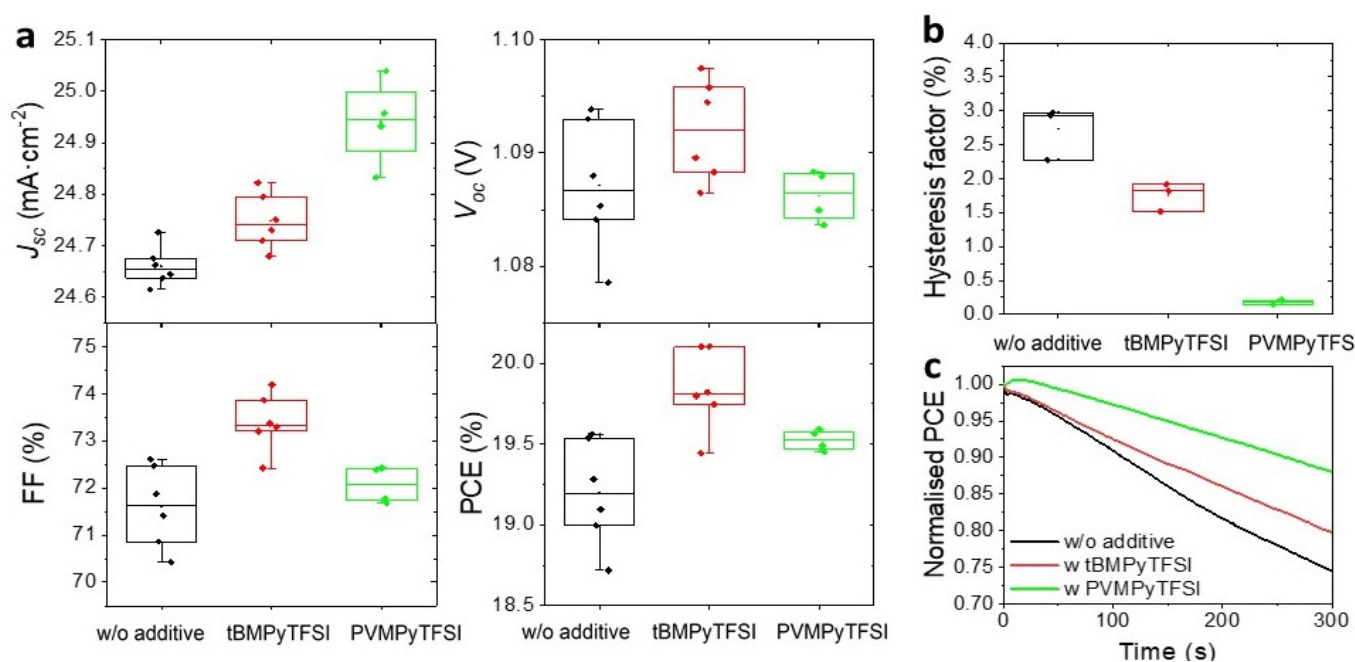 a
25.1
25.0
24.9
24.8
24.7
24.6
Jsc (mA·cm⁻²)
1.10
1.09
1.08
Voc (V)
75
74
73
72
71
70
FF (%)
w/o additive tBMPyTFSI PVMPyTFSI
20.0
19.5
19.0
18.5
PCE (%)
w/o additive tBMPyTFSI PVMPyTFSI
b
4.0
3.5
3.0
2.5
2.0
1.5
1.0
0.5
0.0
Hysteresis factor (%)
w/o additive tBMPyTFSI PVMPyTFS
c
1.00
0.95
0.90
0.85
0.80
0.75
0.70
Normalised PCE
w/o additive
w tBMPyTFSI
w PVMPyTFSI
0 100 200 300
Time (s)